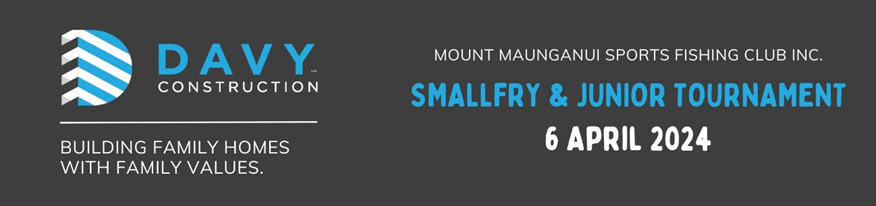 DAVY
CONSTRUCTION
BUILDING FAMILY HOMES
WITH FAMILY VALUES.
MOUNT MAUNGANUI SPORTS FISHING CLUB INC.
SMALLFRY & JUNIOR TOURNAMENT
6 APRIL 2024